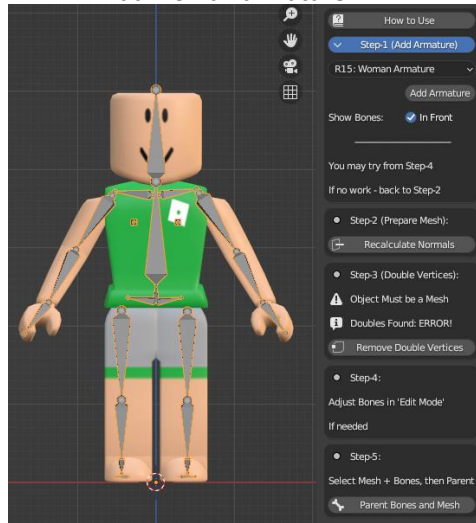 How to Use
Step-1 (Add Armature)
R15: Woman Armature
Add Armature
Show Bones:
In Front
You may try from Step-4
If no work - back to Step-2
Step-2 (Prepare Mesh):
Recalculate Normals
Step-3 (Double Vertices):
Object Must be a Mesh
Doubles Found: ERROR!
Remove Double Vertices
Step-4:
Adjust Bones in 'Edit Mode'
If needed
Step-5:
Select Mesh + Bones, then Parent
Parent Bones and Mesh